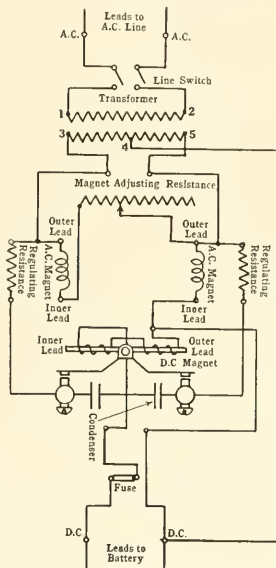 Leads to
A.C. Line
A.C.
A.C.
Line Switch
Transformer
1
2
3
4
5
Magnet Adjusting Resistance
Outer
Lead
Outer
Lead
Regulating
Resistance
A.C. Magnet
A.C. Magnet
Regulating
Resistance
Inner
Lead
Inner
Lead
Inner
Lead
Outer
Lead
D.C Magnet
A
A
Condenser
Fuse
D.C
D.C.
Leads to
Battery